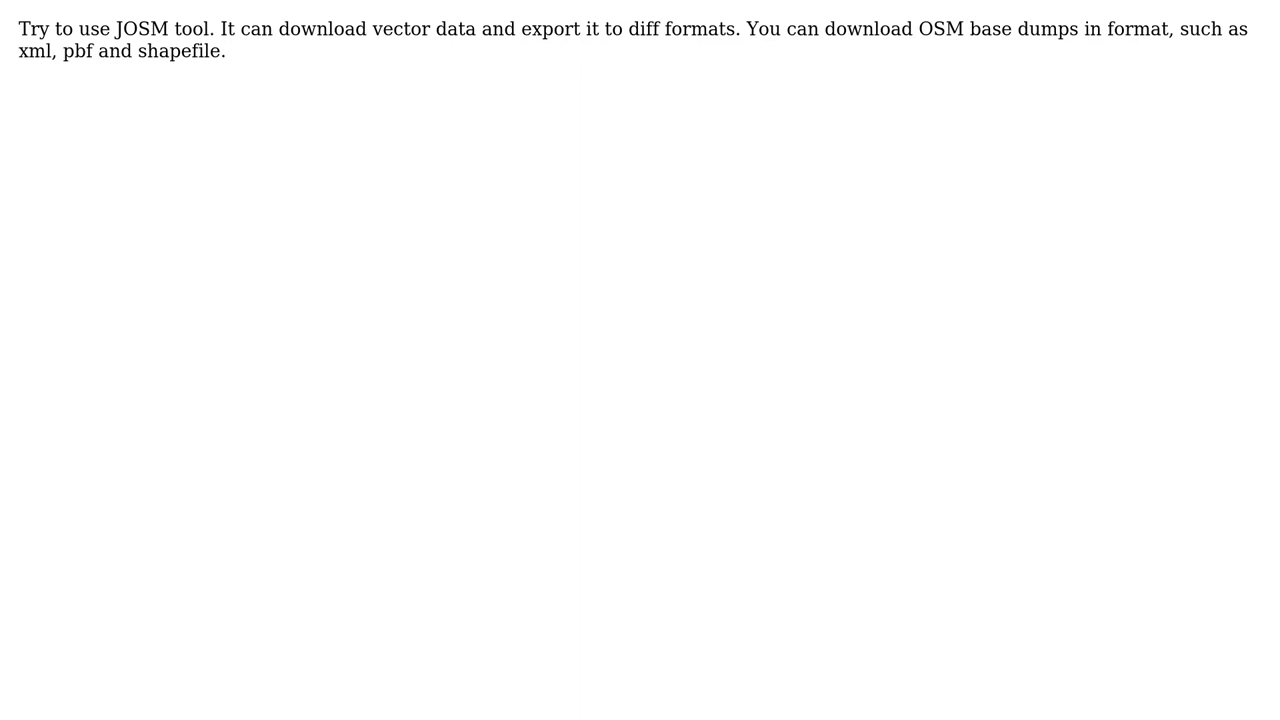 Try to use JOSM tool. It can download vector data and export it to diff formats. You can download OSM base dumps in format, such as
xml, pbf and shapefile.